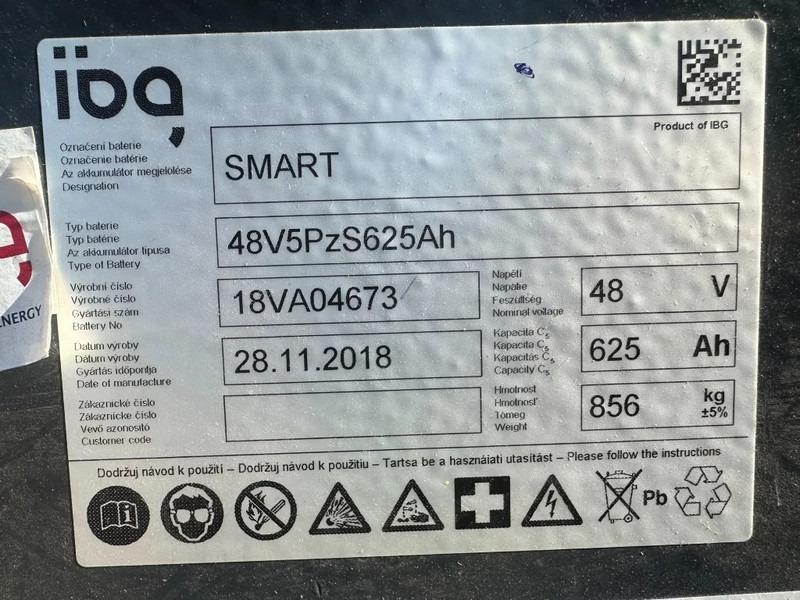 ibg
Product of IBG
Označení baterie
Označenie batérie
Az akkumulátor megjelölése
Designation
SMART
Typ baterie
Typ batérie
Az akkumulátor típusa
Type of Battery
48V5PzS625Ah
Výrobní číslo
Výrobné číslo
Gyártási szám
Battery No
18VA04673
Napětí
Napätie
Feszültség
Nominal voltage
48 V
Datum výroby
Dátum výroby
Gyártás időpontja
Date of manufacture
28.11.2018
Kapacita C5
Kapacita C5
Kapacitás C5
Capacity C5
625 Ah
Zákaznické číslo
Zákaznícke číslo
Vevő azonosító
Customer code
Hmotnost
Hmotnosť
Tömeg
Weight
856 kg
±5%
Dodržuj návod k použití – Dodržuj návod k použitiu – Tartsa be a használati utasítást – Please follow the instructions
Pb
ENERGY